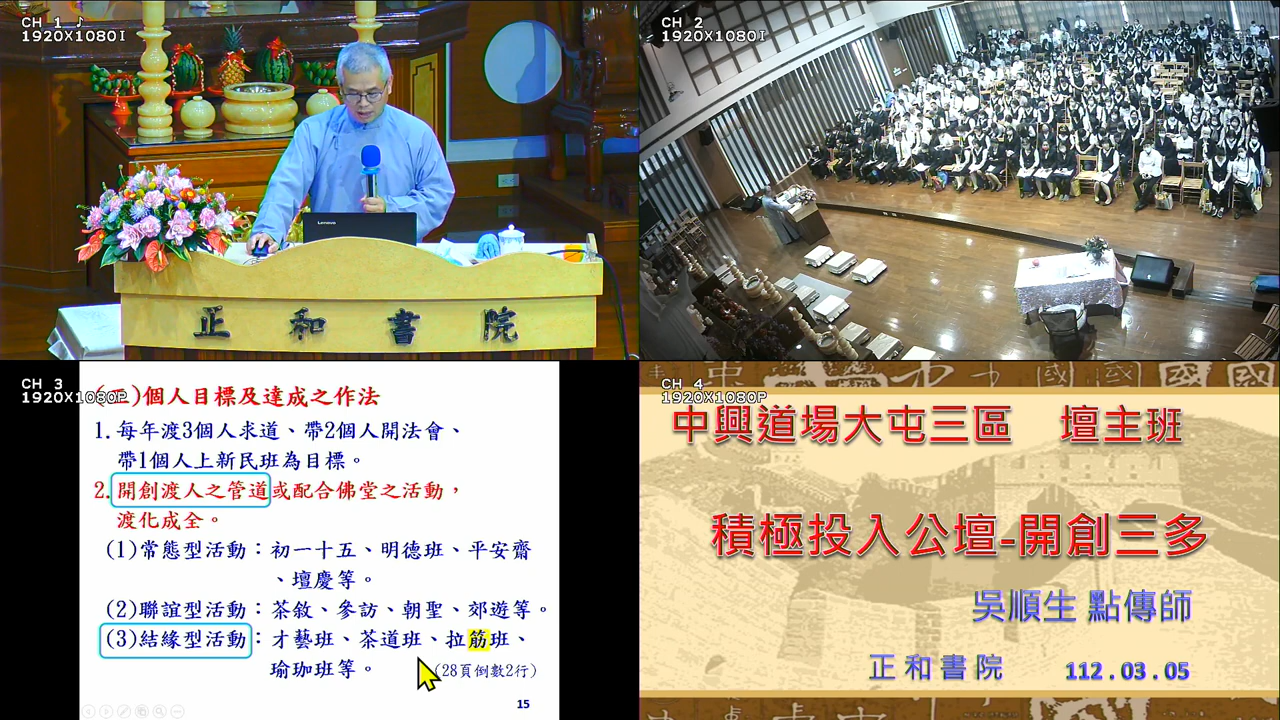 CH 1 ♪
1920X1080I
Lenovo
正和書院
CH 2
1920X1080I
CH 3
1920X1080P
(二)個人目標及達成之作法
1.每年渡3個人求道、帶2個人開法會、
帶1個人上新民班為目標。
2.開創渡人之管道或配合佛堂之活動，
渡化成全。
(1)常態型活動：初一十五、明德班、平安齋
、壇慶等。
(2)聯誼型活動：茶敘、參訪、朝聖、郊遊等。
(3)結緣型活動：才藝班、茶道班、拉筋班、
瑜珈班等。
(28頁倒數2行)
15
CH 4
1920X1080P
中興道場大屯三區 壇主班
積極投入公壇-開創三多
吳順生 點傳師
正和書院 112.03.05